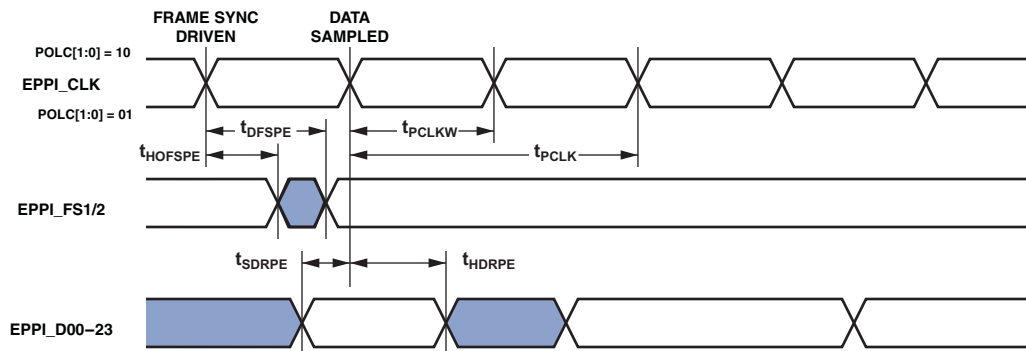 FRAME SYNC
DRIVEN
DATA
SAMPLED
POLC[1:0] = 10
EPPI_CLK
POLC[1:0] = 01
tDFSPE
tPCLKW
tHOFSPE
tPCLK
EPPI_FS1/2
tSDRPE
tHDRPE
EPPI_D00–23